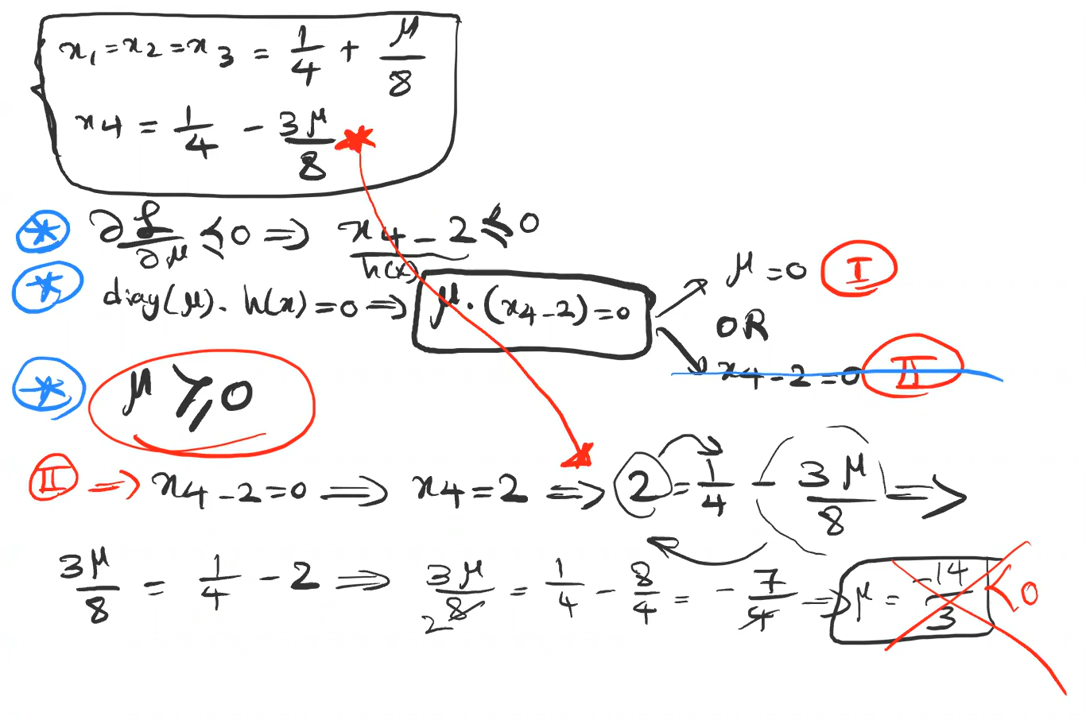 x₁ = x₂ = x₃ = 1/4 + μ/8
x4 = 1/4 - 3μ/8 ★
* ∂ℒ/∂μ ≤ 0 ⇒ x4 - 2 ≤ 0
h(x)
* diag(μ) . h(x) = 0 ⇒ μ . (x4 - 2) = 0
μ = 0 I
OR
x4 - 2 = 0 II
* μ ≥ 0
II ⇒ x4 - 2 = 0 ⇒ x4 = 2 ⇒ 2 = 1/4 - (3μ/8) ⇒
3μ/8 = 1/4 - 2 ⇒ 3μ/8 = 1/4 - 8/4 = - 7/4 ⇒ μ = -14/3 < 0
2